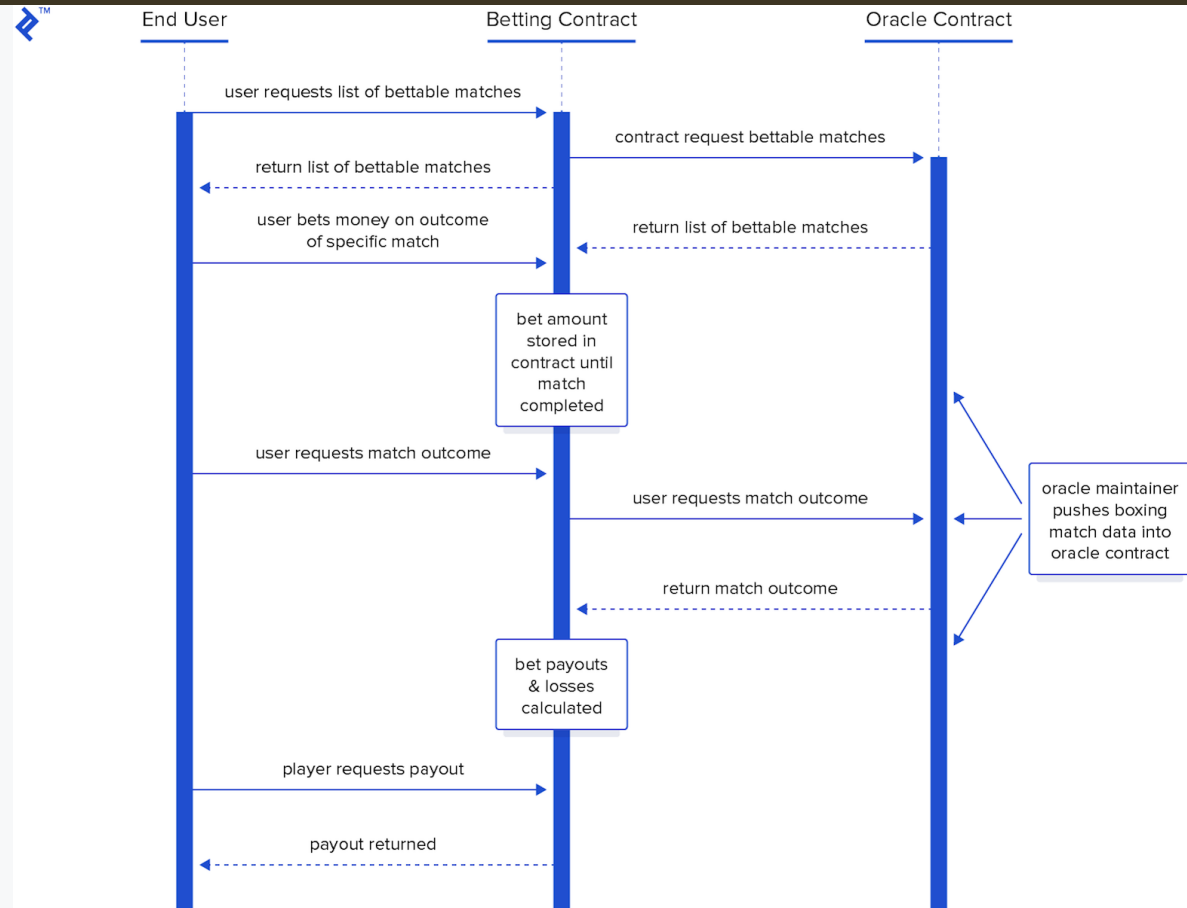 TM
End User
Betting Contract
Oracle Contract
user requests list of bettable matches
contract request bettable matches
return list of bettable matches
user bets money on outcome
of specific match
return list of bettable matches
bet amount
stored in
contract until
match
completed
user requests match outcome
user requests match outcome
oracle maintainer
pushes boxing
match data into
oracle contract
return match outcome
bet payouts
& losses
calculated
player requests payout
payout returned